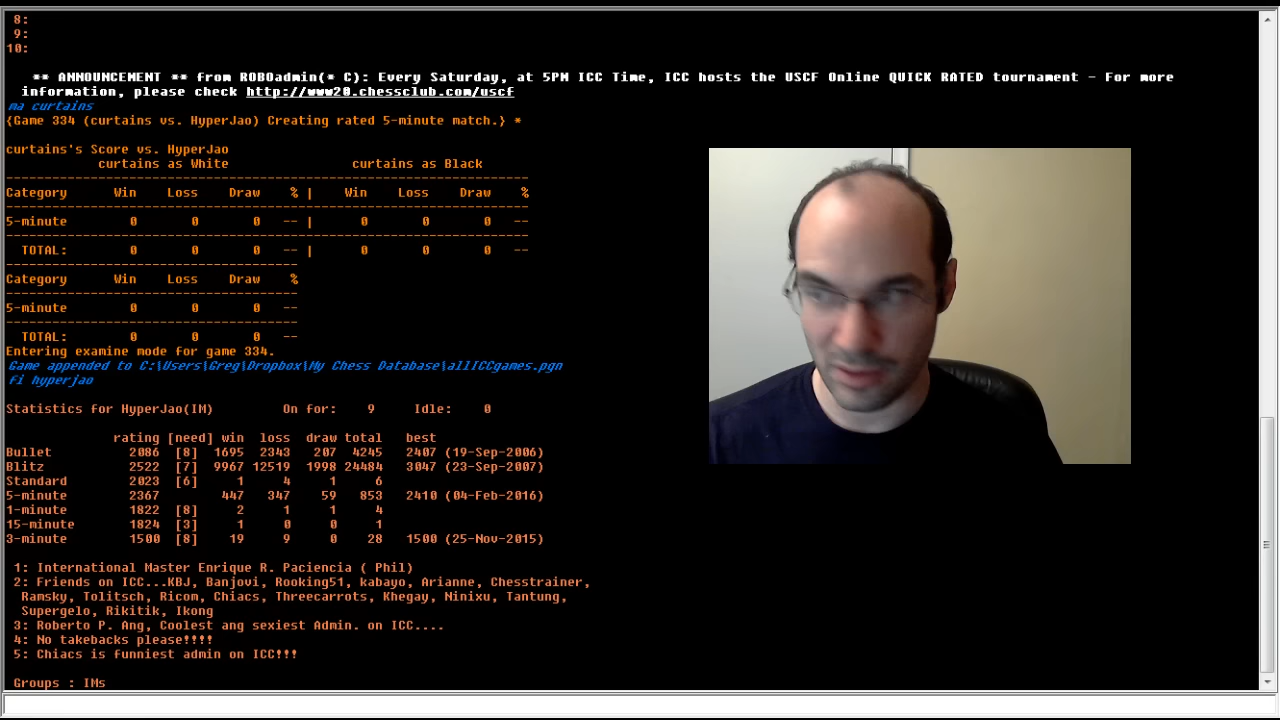 8:
9:
10:
** ANNOUNCEMENT ** from ROBOadmin(* C): Every Saturday, at 5PM ICC Time, ICC hosts the USCF Online QUICK RATED tournament - For more
information, please check http://www20.chessclub.com/uscf
ma curtains
{Game 334 (curtains vs. HyperJao) Creating rated 5-minute match.} *
curtains's Score vs. HyperJao
curtains as White curtains as Black
--------------------------------------------------------------------
Category Win Loss Draw % | Win Loss Draw %
--------------------------------------------------------------------
5-minute 0 0 0 -- | 0 0 0 --
--------------------------------------------------------------------
TOTAL: 0 0 0 -- | 0 0 0 --
--------------------------------------
Category Win Loss Draw %
--------------------------------------
5-minute 0 0 0 --
--------------------------------------
TOTAL: 0 0 0 --
Entering examine mode for game 334.
Game appended to C:\Users\Greg\Dropbox\My Chess Database\allICCgames.pgn
fi hyperjao
Statistics for HyperJao(IM) On for: 9 Idle: 0
rating [need] win loss draw total best
Bullet 2086 [8] 1695 2343 207 4245 2407 (19-Sep-2006)
Blitz 2522 [7] 9967 12519 1998 24484 3047 (23-Sep-2007)
Standard 2023 [6] 1 4 1 6
5-minute 2367 447 347 59 853 2410 (04-Feb-2016)
1-minute 1822 [8] 2 1 1 4
15-minute 1824 [3] 1 0 0 1
3-minute 1500 [8] 19 9 0 28 1500 (25-Nov-2015)
1: International Master Enrique R. Paciencia ( Phil)
2: Friends on ICC...KBJ, Banjovi, Rooking51, kabayo, Arianne, Chesstrainer,
Ramsky, Tolitsch, Ricom, Chiacs, Threecarrots, Khegay, Ninixu, Tantung,
Supergelo, Rikitik, Ikong
3: Roberto P. Ang, Coolest ang sexiest Admin. on ICC....
4: No takebacks please!!!!
5: Chiacs is funniest admin on ICC!!!
Groups : IMs